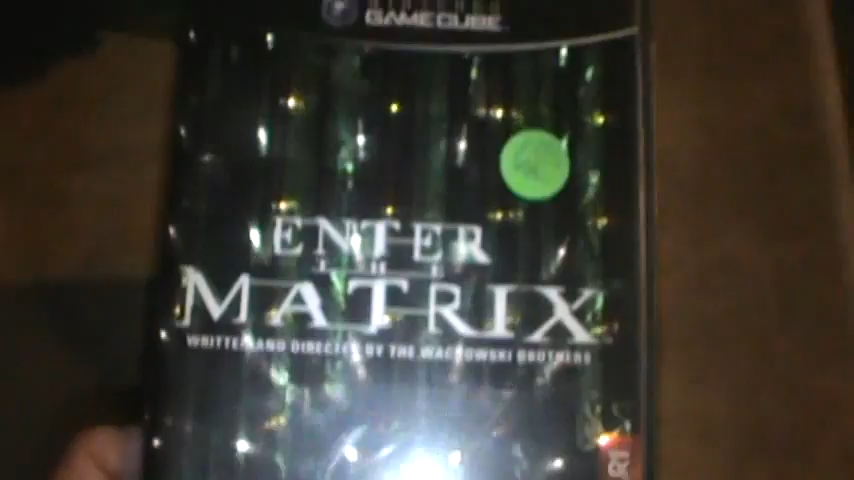 GAMECUBE
ENTER
THE
MATRIX
WRITTEN AND DIRECTED BY THE WACHOWSKI BROTHERS